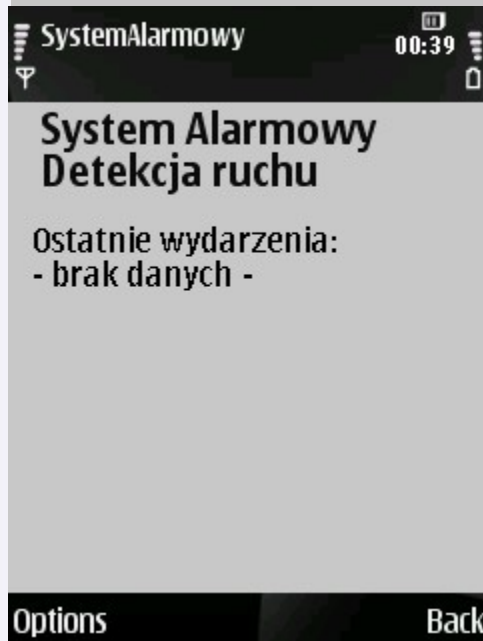 SystemAlarmowy
00:39
System Alarmowy
Detekcja ruchu
Ostatnie wydarzenia:
- brak danych -
Options
Back